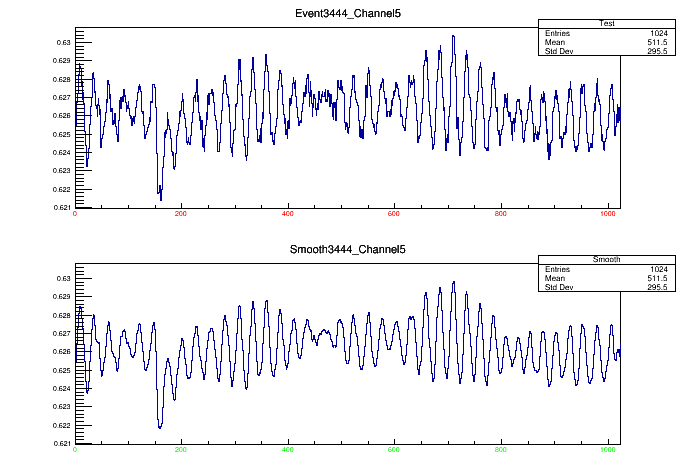 Event3444_Channel5
Test
Entries 1024
Mean 511.5
Std Dev 295.5
0.63
0.629
0.628
0.627
0.626
0.625
0.624
0.623
0.622
0.621
0 200 400 600 800 1000
Smooth3444_Channel5
Smooth
Entries 1024
Mean 511.5
Std Dev 295.5
0.63
0.629
0.628
0.627
0.626
0.625
0.624
0.623
0.622
0.621
0 200 400 600 800 1000